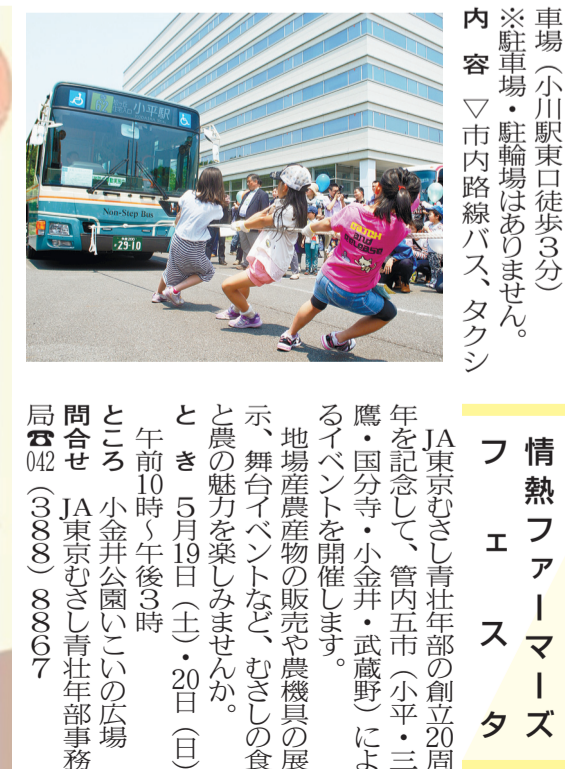 車場（小川駅東口徒歩3分）
※駐車場・駐輪場はありません。
内　容　▽市内路線バス、タクシ
小平駅
Non-Step Bus
29-10
CATCH
and
release
情熱ファーマーズ
フェスタ
JA東京むさし青壮年部の創立20周
年を記念して、管内五市（小平・三
鷹・国分寺・小金井・武蔵野）によ
るイベントを開催します。
地場産農産物の販売や農機具の展
示、舞台イベントなど、むさしの食
と農の魅力を楽しみませんか。
と　き　5月19日（土）・20日（日）
午前10時～午後3時
ところ　小金井公園いこいの広場
問合せ　JA東京むさし青壮年部事務
局☎042（388）8867